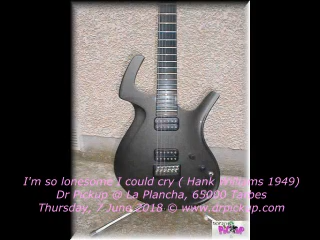 I'm so lonesome I could cry ( Hank Williams 1949)
Dr Pickup @ La Plancha, 65000 Tarbes
Thursday, 7 June 2018 © www.drpickup.com